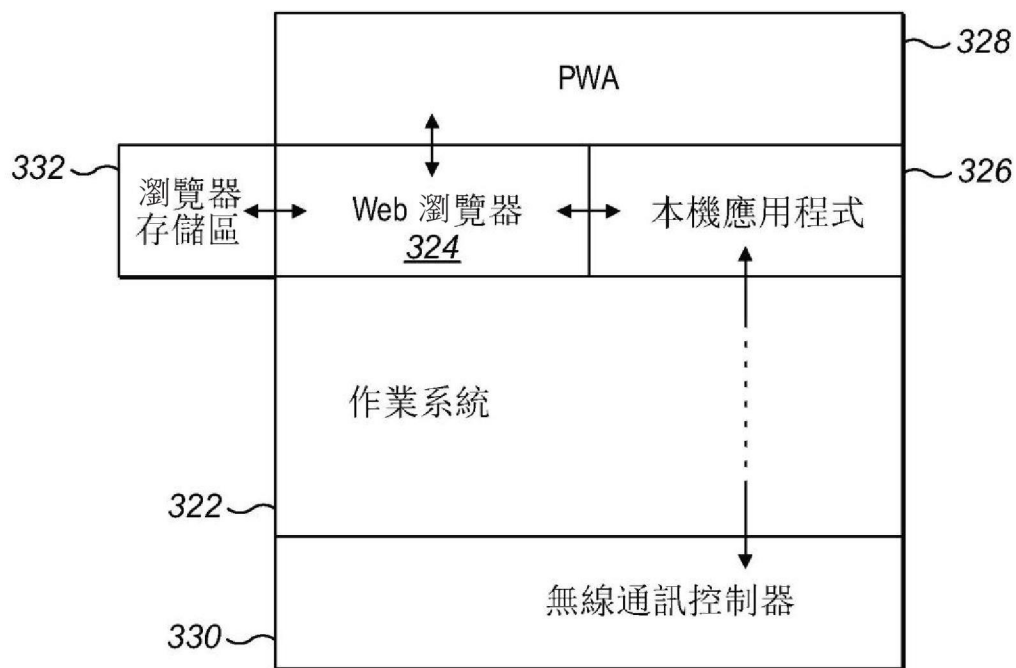 328
PWA
332
326
瀏覽器
存儲區
Web 瀏覽器
324
本機應用程式
作業系統
322
無線通訊控制器
330